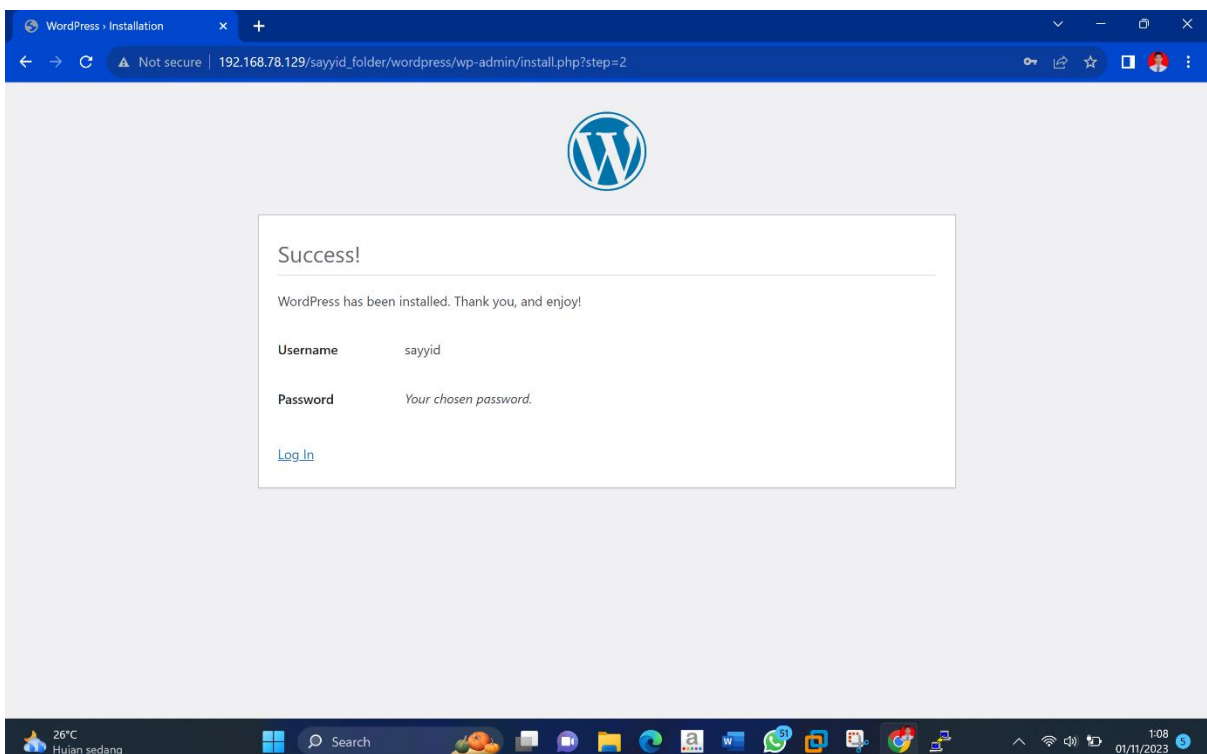 WordPress › Installation
Not secure 192.168.78.129/sayyid_folder/wordpress/wp-admin/install.php?step=2
W
Success!
WordPress has been installed. Thank you, and enjoy!
Username sayyid
Password Your chosen password.
Log In
26°C
Hujan sedang
Search
51
1:08
01/11/2023
5